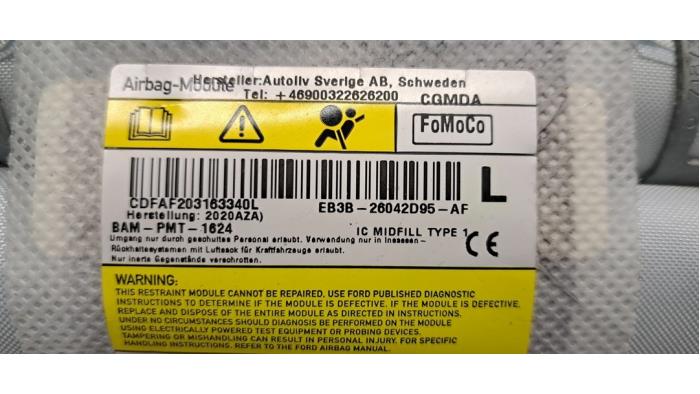 Airbag-Module Hersteller:Autoliv Sverige AB, Schweden
Tel: +46900322626200
CGMDA
FoMoCo
L
CDFAF203163340L
EB3B-26042D95-AF
Herstellung: 2020AZA)
BAM-PMT-1624
IC MIDFILL TYPE 1
CE
Umgang nur durch geschultes Personal erlaubt. Verwendung nur in Insassen-
Rückhaltesystemen mit Luftsack für Kraftfahrzeuge erlaubt.
Nur inerte Gegenstände verschrotten.
WARNING:
THIS RESTRAINT MODULE CANNOT BE REPAIRED. USE FORD PUBLISHED DIAGNOSTIC
INSTRUCTIONS TO DETERMINE IF THE MODULE IS DEFECTIVE. IF THE MODULE IS DEFECTIVE,
REPLACE AND DISPOSE OF THE ENTIRE MODULE AS DIRECTED IN INSTRUCTIONS.
UNDER NO CIRCUMSTANCES SHOULD DIAGNOSIS BE PERFORMED ON THE MODULE
USING ELECTRICALLY POWERED TEST EQUIPMENT OR PROBING DEVICES.
TAMPERING OR MISHANDLING CAN RESULT IN PERSONAL INJURY. FOR SPECIFIC
HANDLING INSTRUCTIONS. REFER TO THE FORD AIRBAG MANUAL.